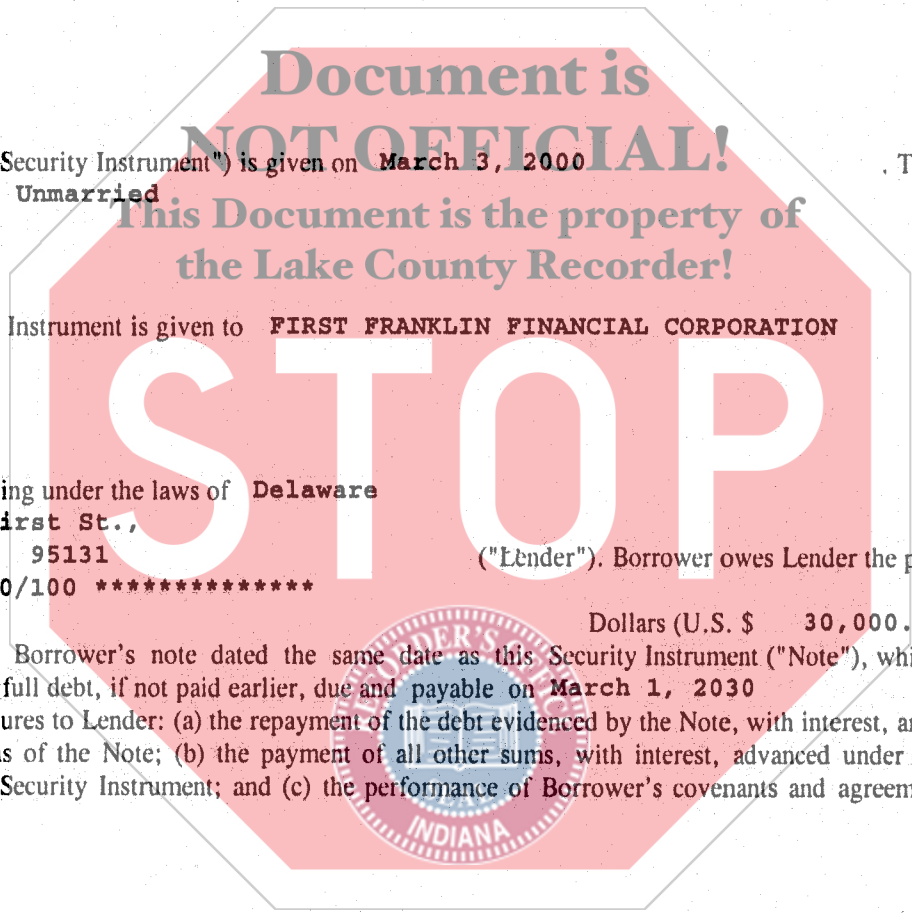 Document is
NOT OFFICIAL!
Security Instrument") is given on March 3, 2000 . T
Unmarried
This Document is the property of
the Lake County Recorder!
Instrument is given to FIRST FRANKLIN FINANCIAL CORPORATION
STOP
ing under the laws of Delaware
irst St.,
95131 ("Lender"). Borrower owes Lender the p
0/100 **************
Dollars (U.S. $ 30,000.
Borrower's note dated the same date as this Security Instrument ("Note"), whi
full debt, if not paid earlier, due and payable on March 1, 2030
ures to Lender: (a) the repayment of the debt evidenced by the Note, with interest, an
s of the Note; (b) the payment of all other sums, with interest, advanced under
Security Instrument; and (c) the performance of Borrower's covenants and agreem
INDIANA